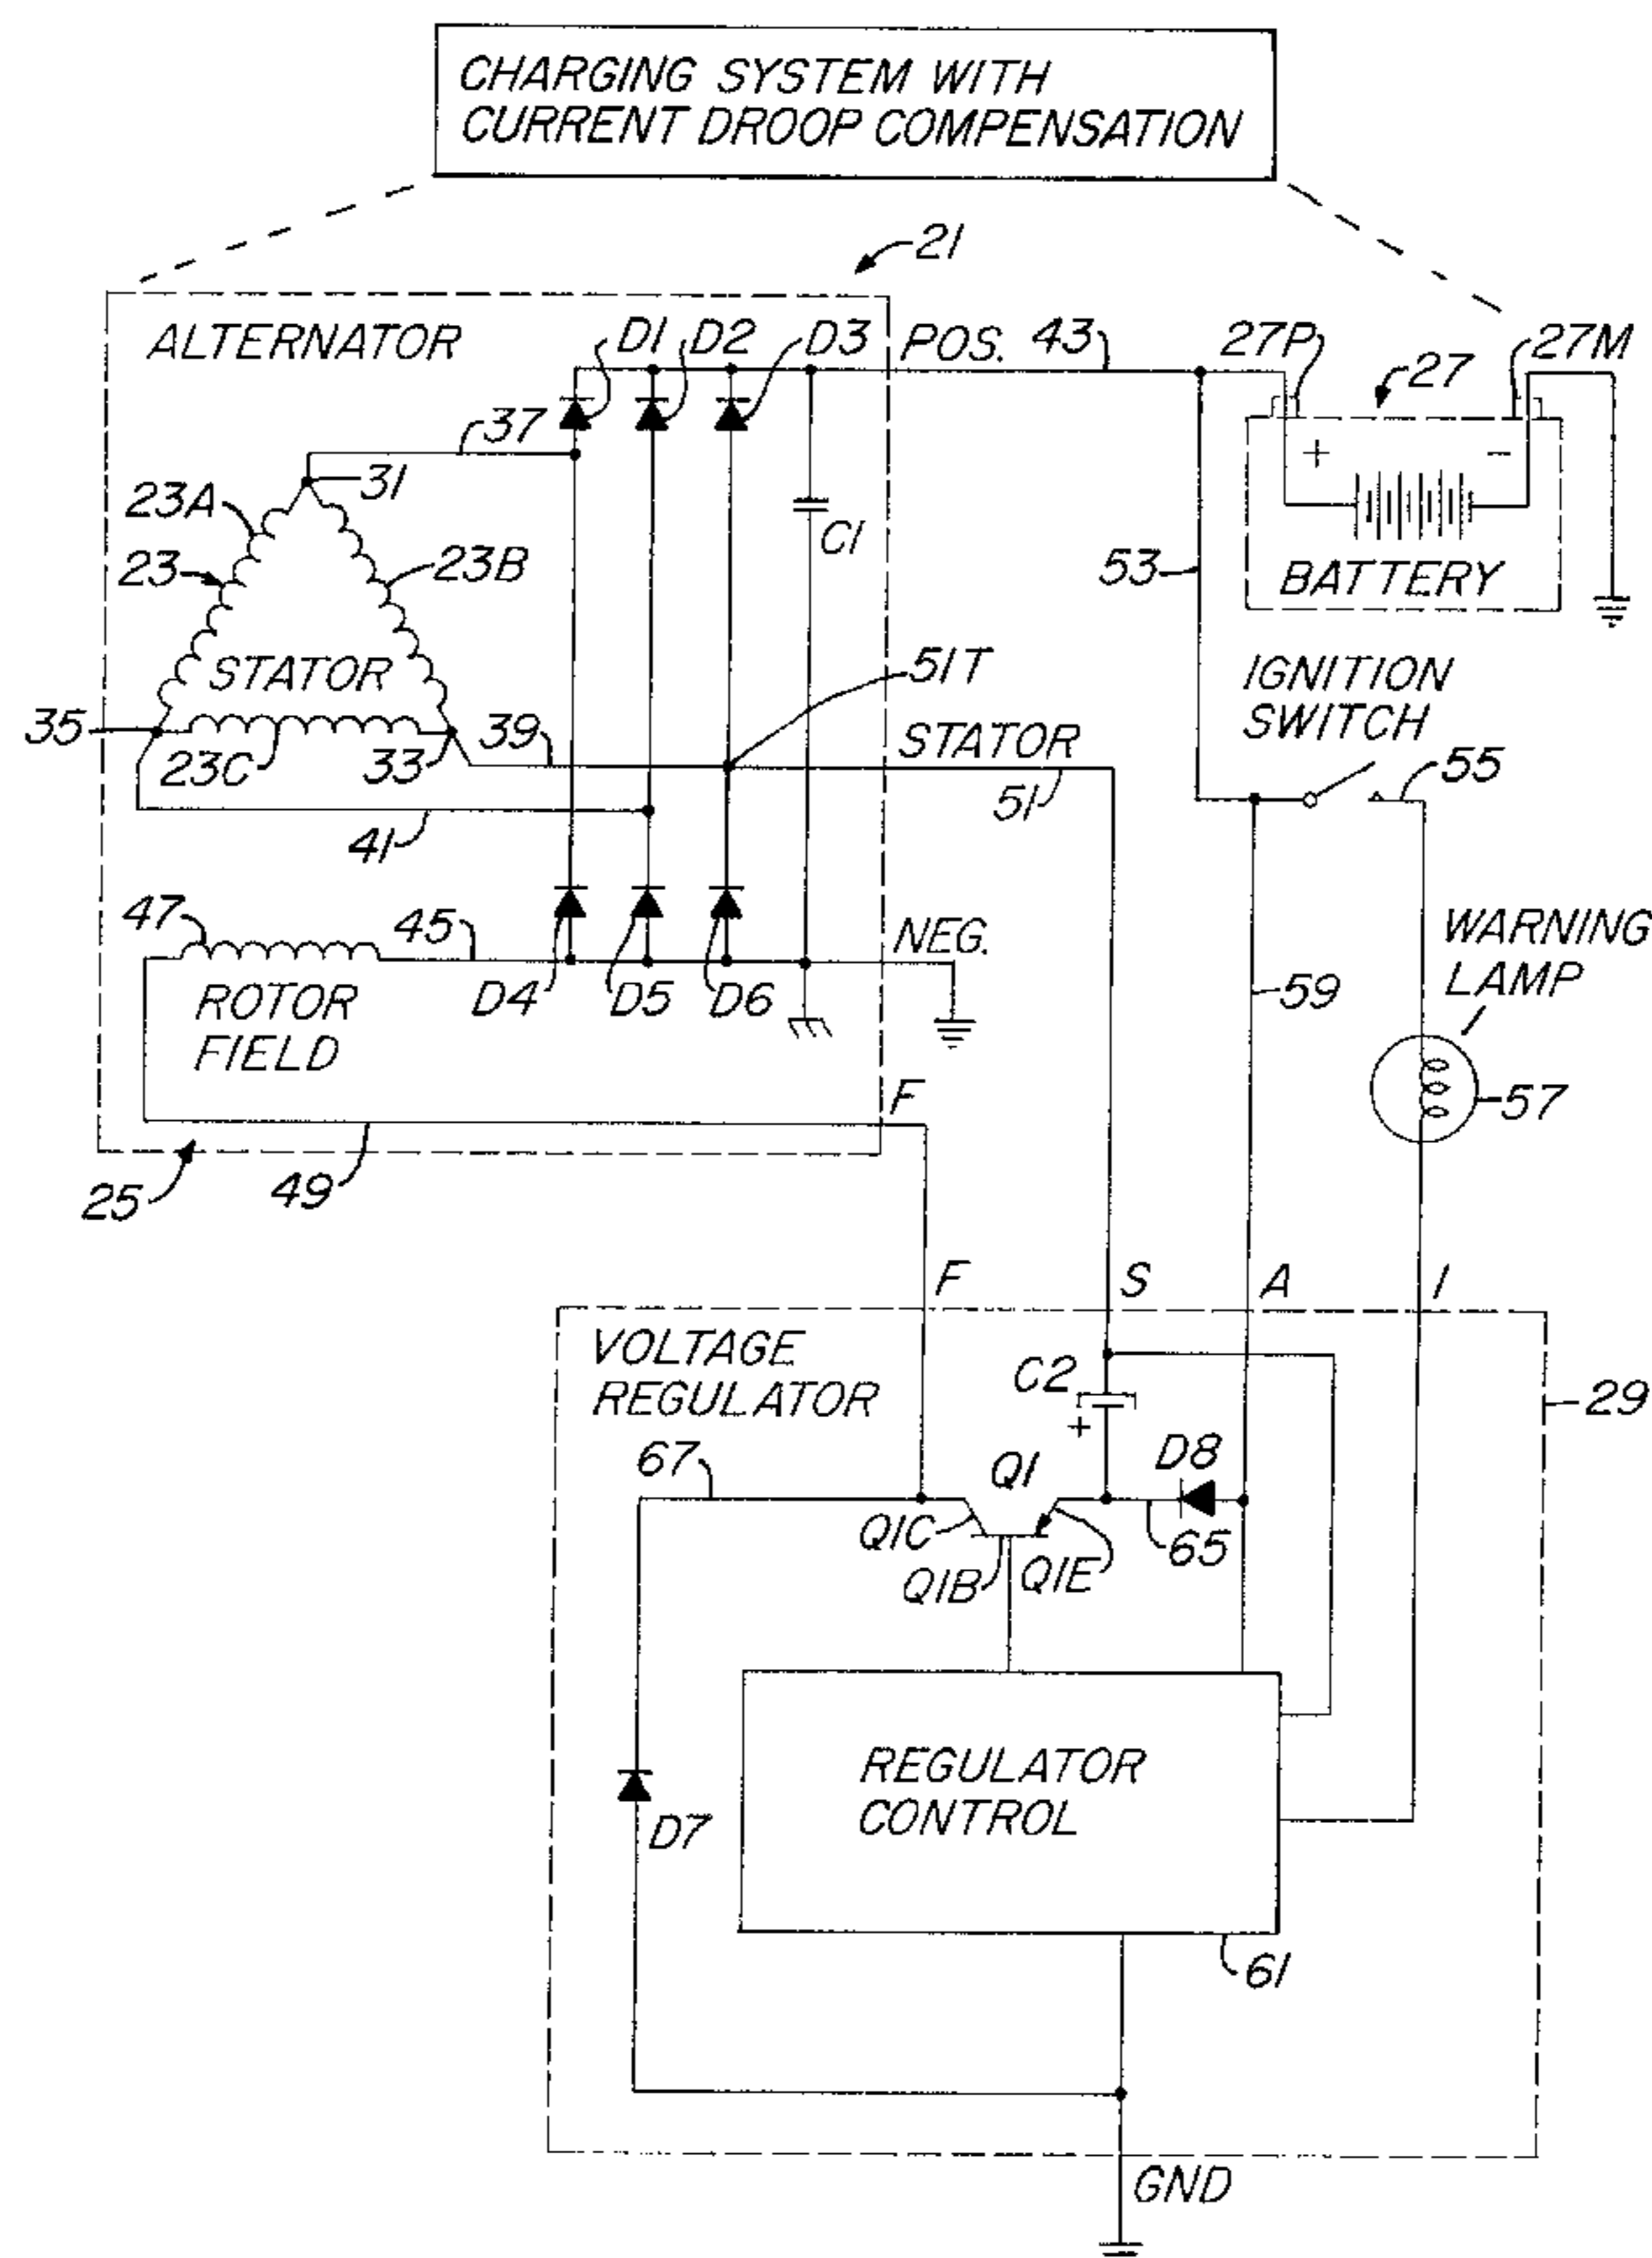 CHARGING SYSTEM WITH
CURRENT DROOP COMPENSATION
21
ALTERNATOR
D1
D2
D3
POS.
43
27P
27
27M
37
31
+
-
23A
C1
23
23B
53
BATTERY
STATOR
51T
IGNITION
SWITCH
35
39
STATOR
23C
33
51
55
41
47
45
NEG.
WARNING
LAMP
D4
D5
D6
59
ROTOR
FIELD
F
57
25
49
F
S
A
I
VOLTAGE
REGULATOR
C2
29
+
67
Q1
D8
Q1C
65
Q1B
Q1E
REGULATOR
CONTROL
D7
61
GND